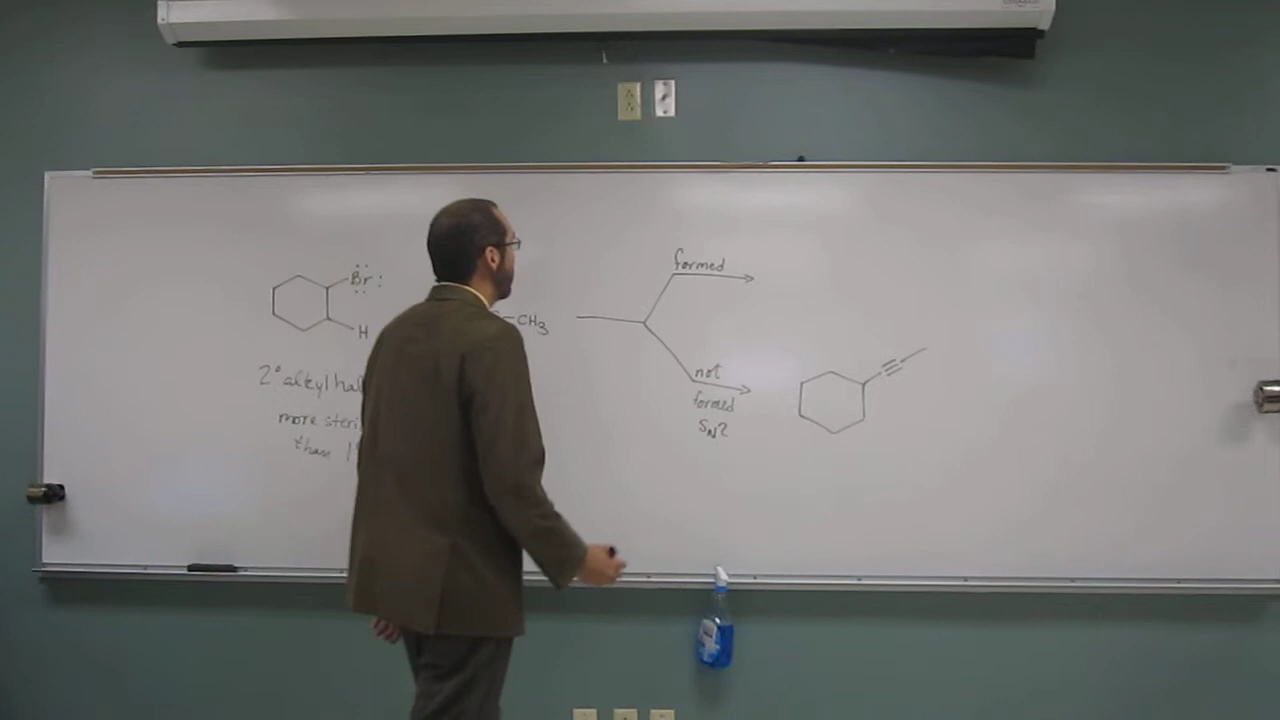 Br
H
2° alkyl hal
more steri
than 1°
C-CH3
formed
not
formed
SN2